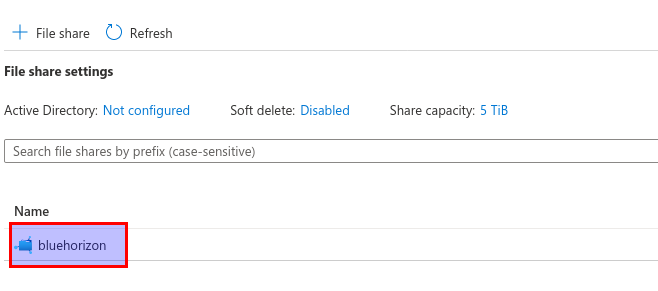 File share Refresh
File share settings
Active Directory: Not configured Soft delete: Disabled Share capacity: 5 TiB
Search file shares by prefix (case-sensitive)
Name
bluehorizon